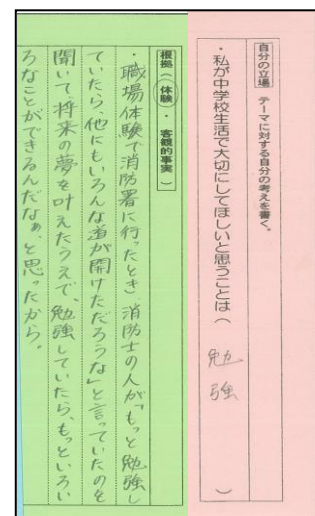 自分の立場　テーマに対する自分の考えを書く。
・私が中学校生活で大切にしてほしいと思うことは（　勉強　）
根拠（体験・客観的事実）
・職場体験で消防署に行ったとき、消防士の人が「もっと勉強し
ていたら、他にもいろんな道が開けただろうな」と言っていたのを
聞いて、将来の夢を叶えたうえで、勉強していたら、もっといろい
ろなことができるんだなぁ、と思ったから。